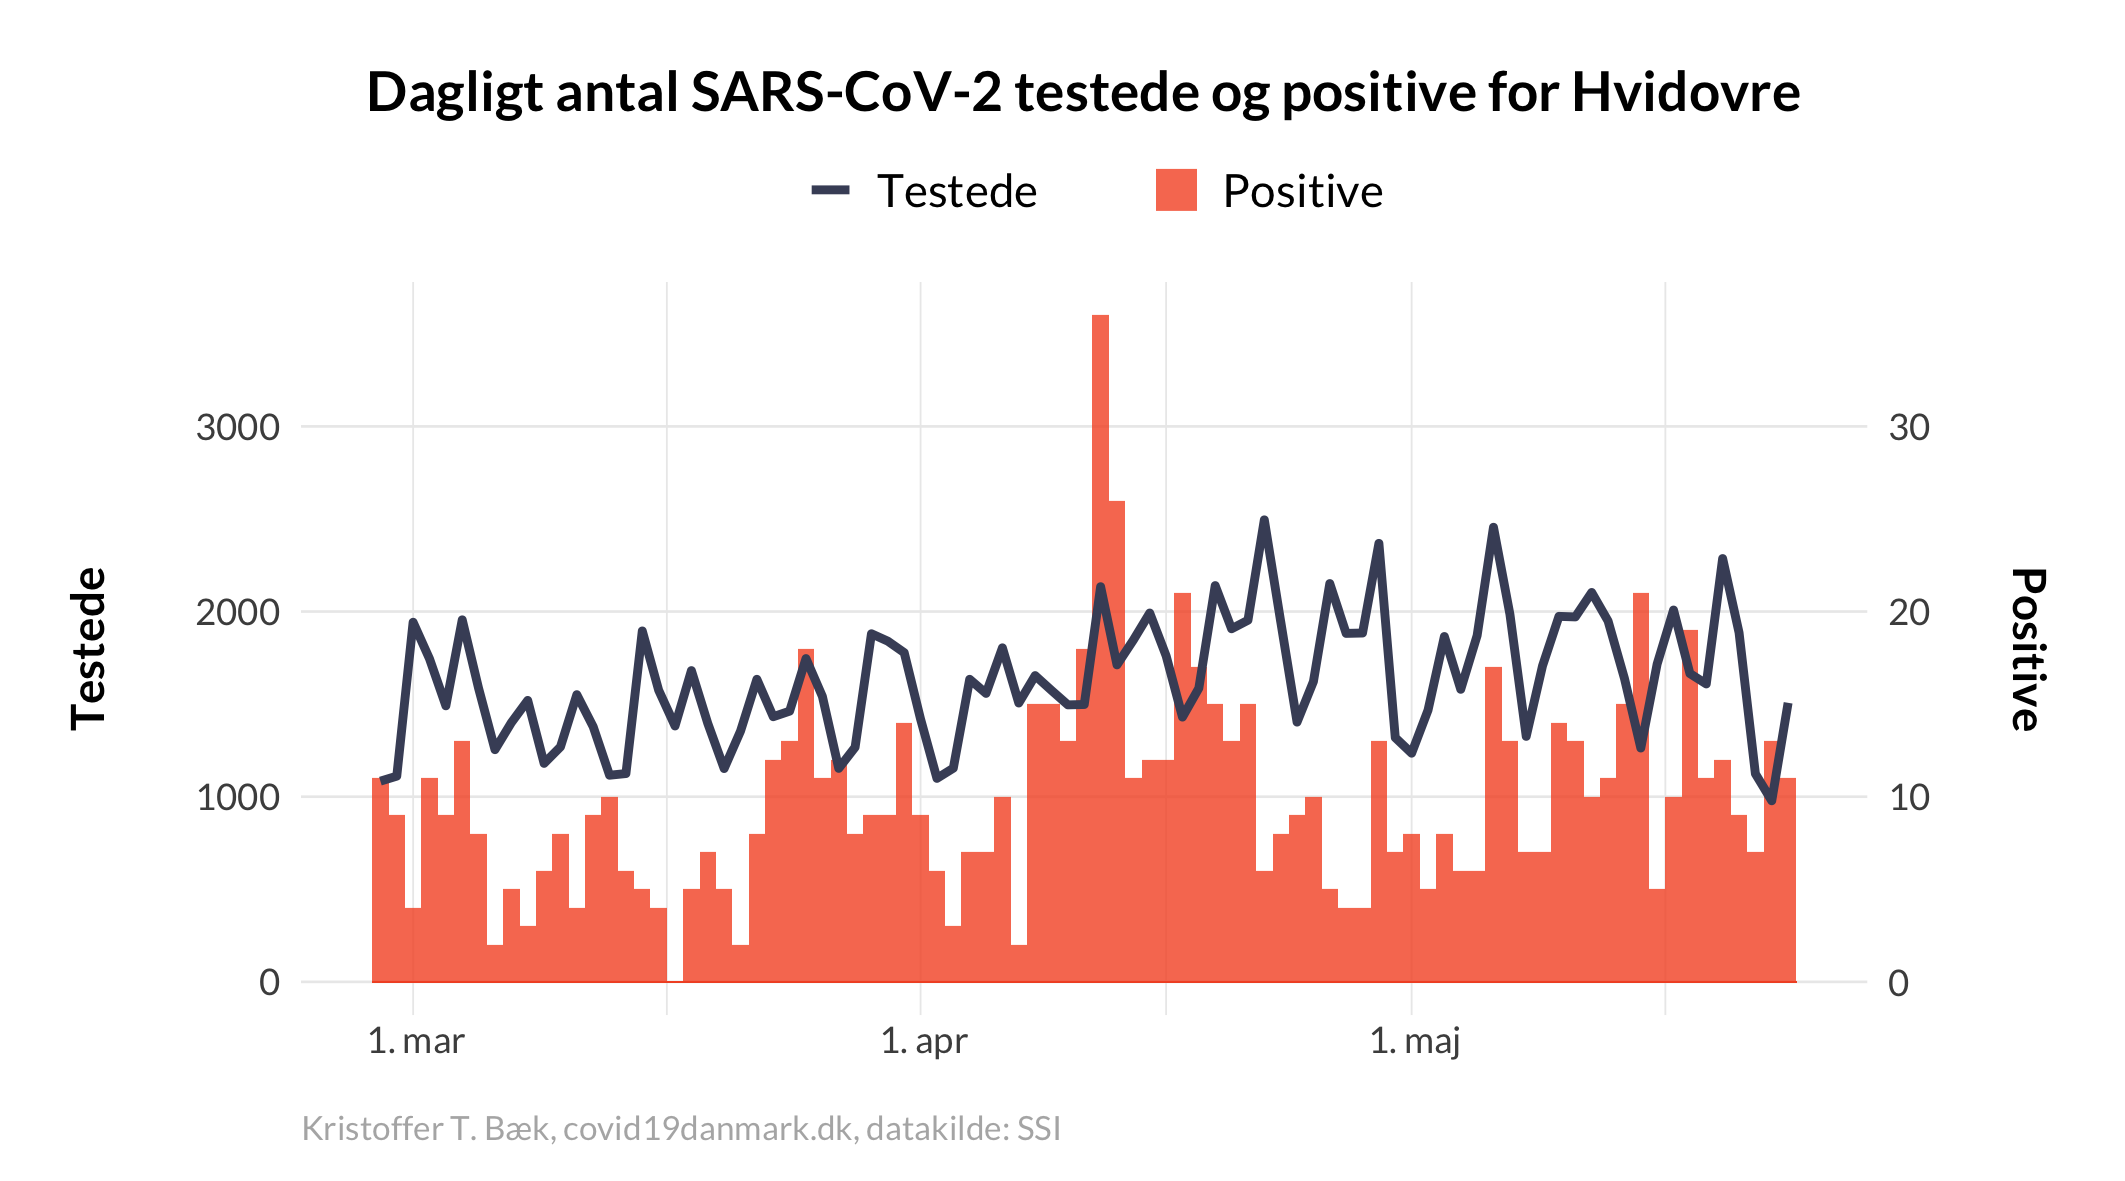 Dagligt antal SARS-CoV-2 testede og positive for Hvidovre
Testede Positive
3000 30
2000 20
1000 10
0 0
Testede
Positive
1. mar 1. apr 1. maj
Kristoffer T. Bæk, covid19danmark.dk, datakilde: SSI